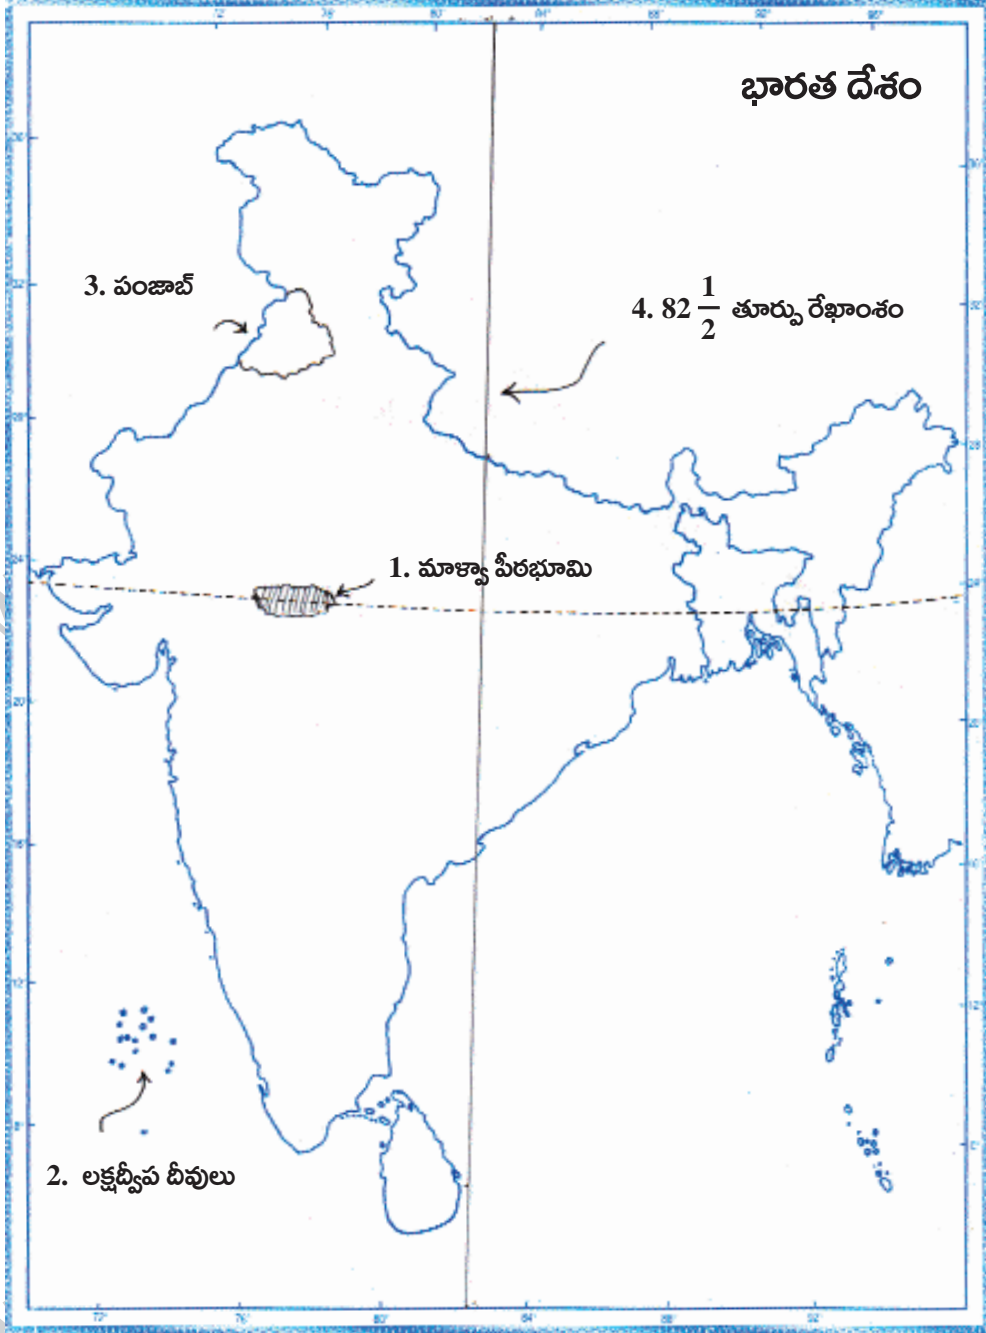 భారత దేశం
3. పంజాబ్
4. 82 1/2 తూర్పు రేఖాంశం
1. మాళ్వా పీఠభూమి
2. లక్షద్వీప దీవులు